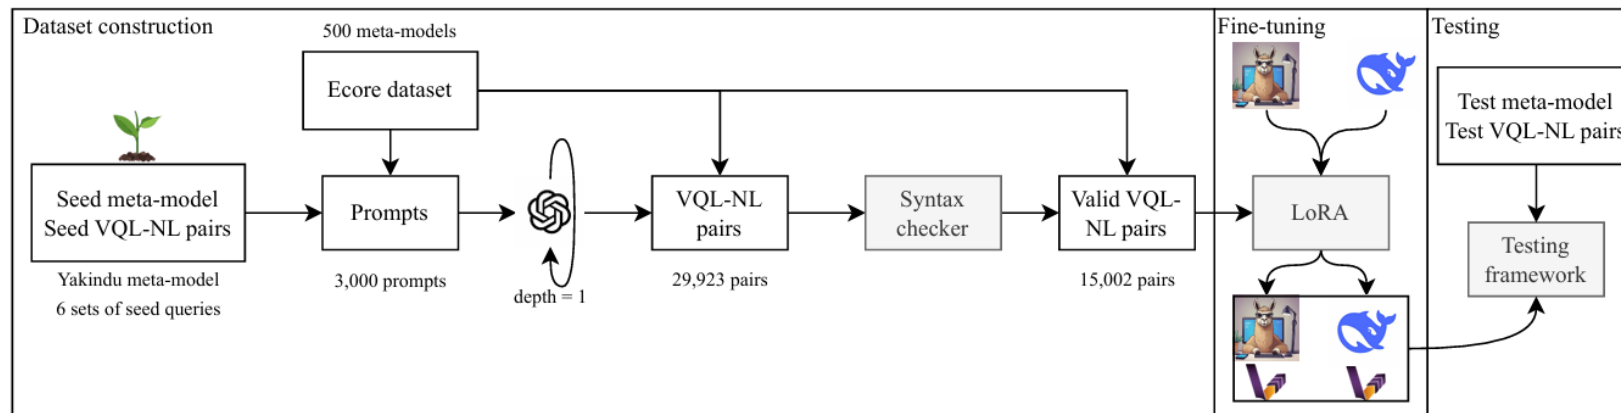 Dataset construction
500 meta-models
Ecore dataset
Seed meta-model
Seed VQL-NL pairs
Yakindu meta-model
6 sets of seed queries
Prompts
3,000 prompts
depth = 1
VQL-NL
pairs
29,923 pairs
Syntax
checker
Valid VQL-
NL pairs
15,002 pairs
Fine-tuning
LoRA
Testing
Test meta-model
Test VQL-NL pairs
Testing
framework